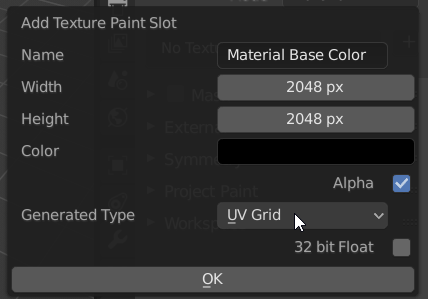 Add Texture Paint Slot
Name Material Base Color
Width 2048 px
Height 2048 px
Color
Alpha
Generated Type UV Grid
32 bit Float
OK